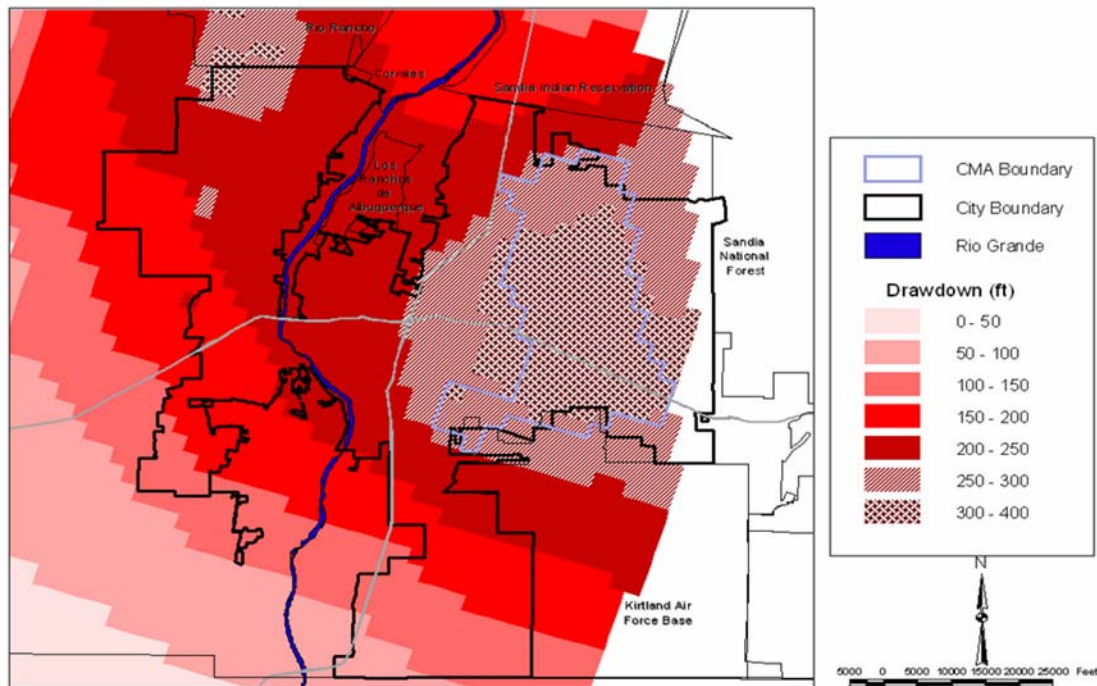 Rio Rancho
Corrales
Sandia Indian Reservation
Los
Ranchos
de
Albuquerque
Sandia
National
Forest
Kirtland Air
Force Base
CMA Boundary
City Boundary
Rio Grande
Drawdown (ft)
0 - 50
50 - 100
100 - 150
150 - 200
200 - 250
250 - 300
300 - 400
N
5000 0 5000 10000 15000 20000 25000 Feet